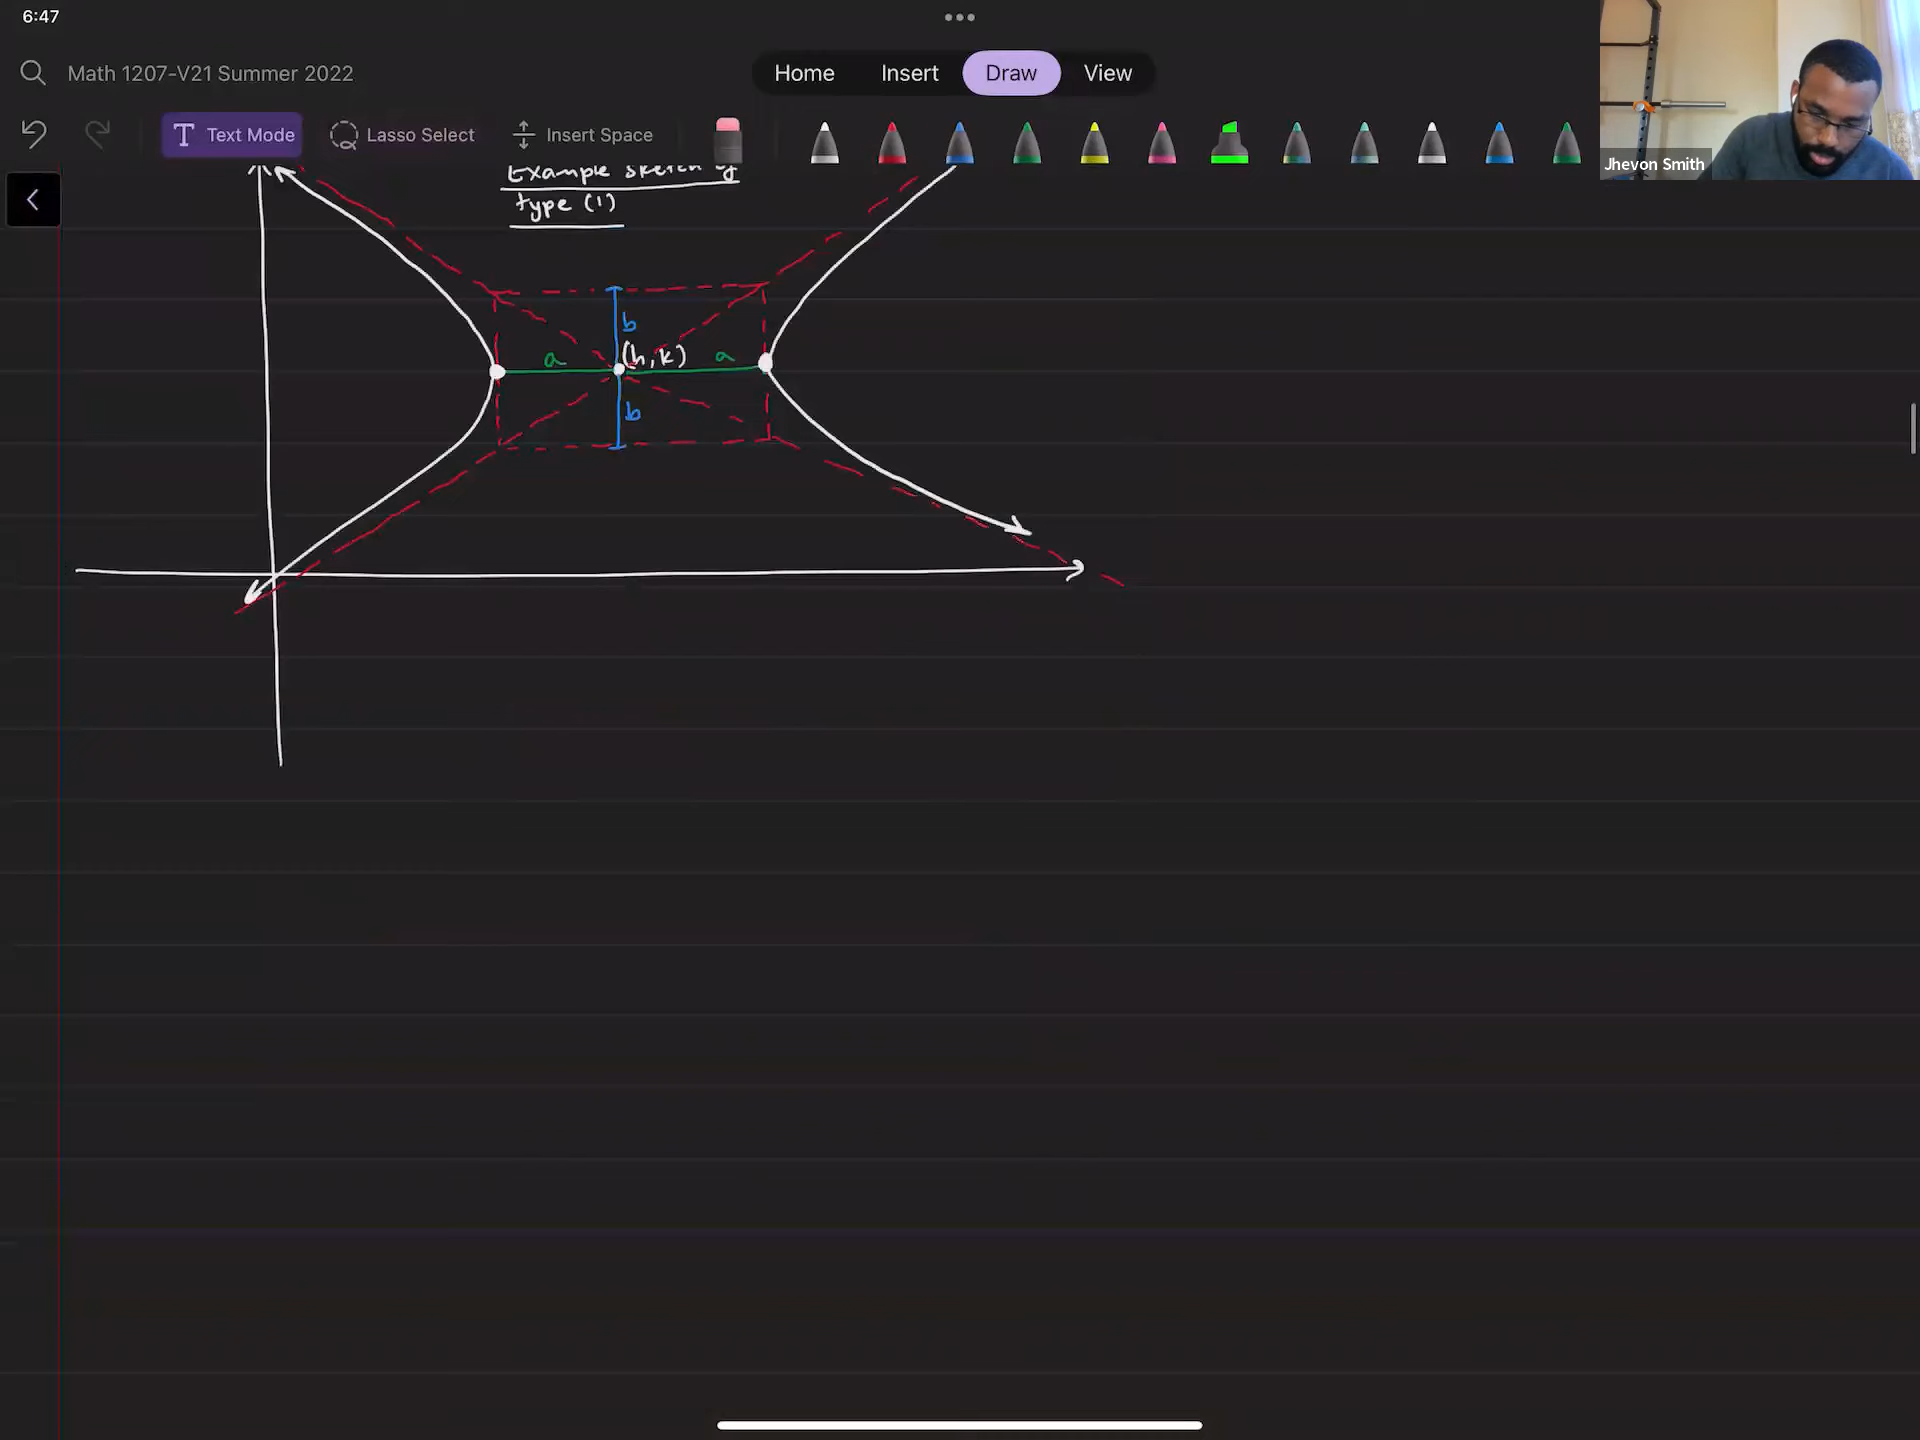 6:47
Math 1207-V21 Summer 2022
Home Insert Draw View
Text Mode Lasso Select Insert Space
Jhevon Smith
Example sketch of
type (1)
b
a (h,k) a
b